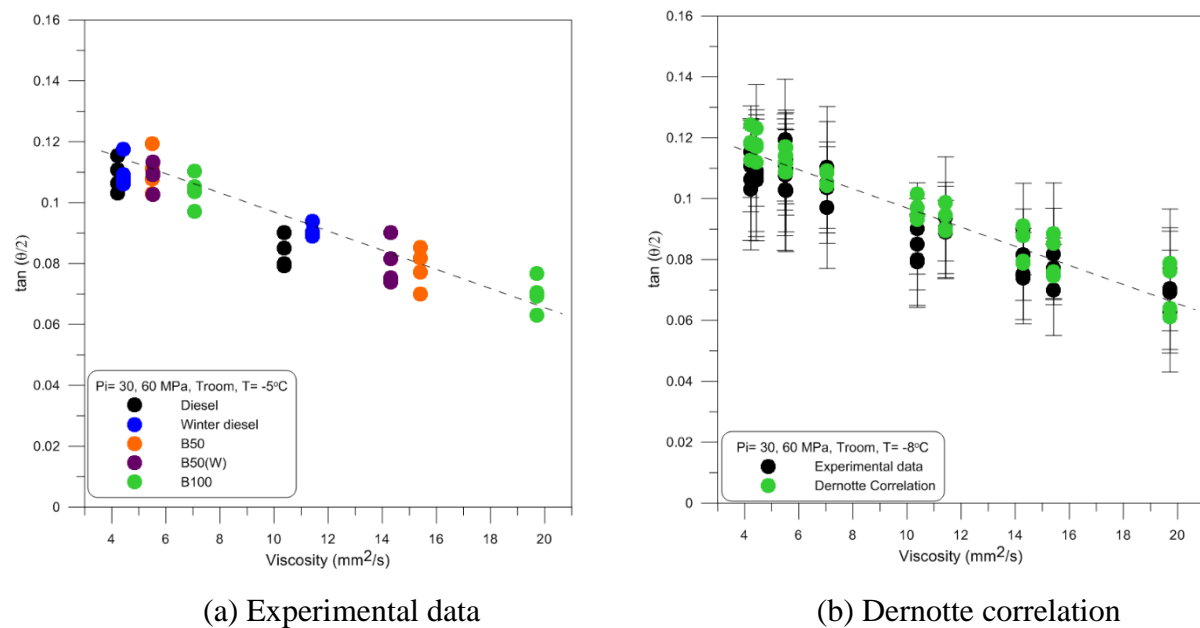 0.16
0.14
0.12
0.1
0.08
0.06
0.04
0.02
0
tan (θ/2)
Pi= 30, 60 MPa, Troom, T= -5°C
Diesel
Winter diesel
B50
B50(W)
B100
4 6 8 10 12 14 16 18 20
Viscosity (mm²/s)
(a) Experimental data
0.16
0.14
0.12
0.1
0.08
0.06
0.04
0.02
0
tan (θ/2)
Pi= 30, 60 MPa, Troom, T= -8°C
Experimental data
Dernotte Correlation
4 6 8 10 12 14 16 18 20
Viscosity (mm²/s)
(b) Dernotte correlation